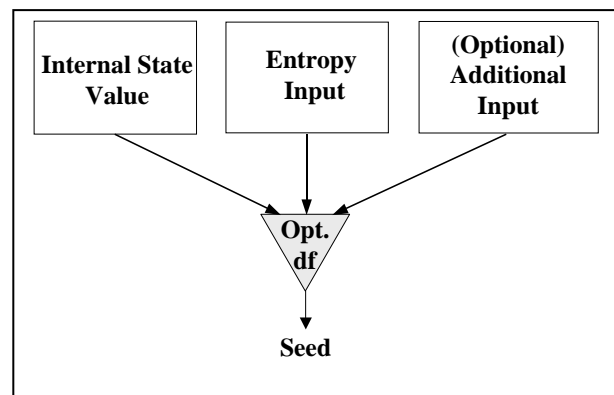 Internal State
Value
Entropy
Input
(Optional)
Additional
Input
Opt.
df
Seed